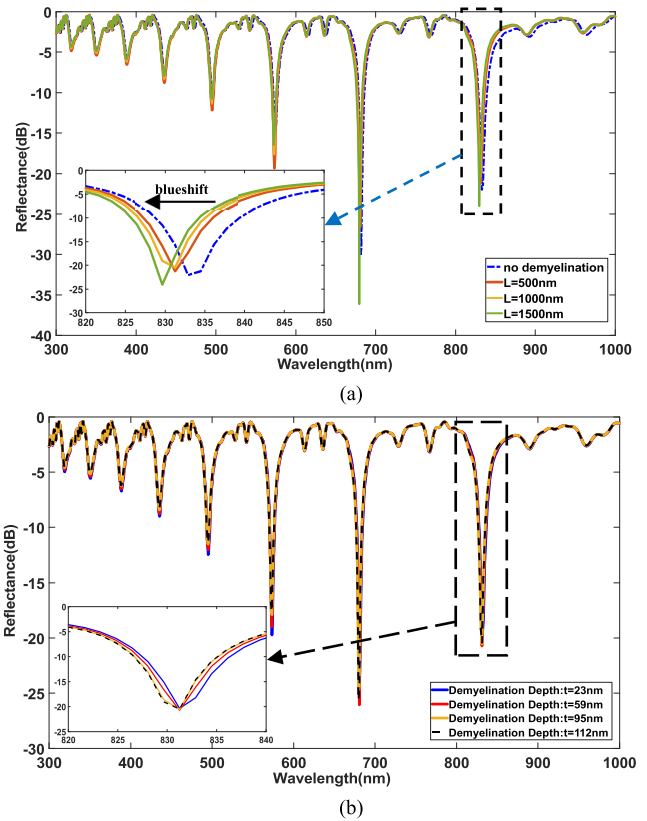 0
-5
-10
-15
-20
-25
-30
-35
-40
Reflectance(dB)
0
-5
-10
-15
-20
-25
-30
blueshift
820 825 830 835 840 845 850
no demyelination
L=500nm
L=1000nm
L=1500nm
300 400 500 600 700 800 900 1000
Wavelength(nm)
(a)
0
-5
-10
-15
-20
-25
-30
Reflectance(dB)
0
-5
-10
-15
-20
-25
820 825 830 835 840
Demyelination Depth:t=23nm
Demyelination Depth:t=59nm
Demyelination Depth:t=95nm
Demyelination Depth:t=112nm
300 400 500 600 700 800 900 1000
Wavelength(nm)
(b)